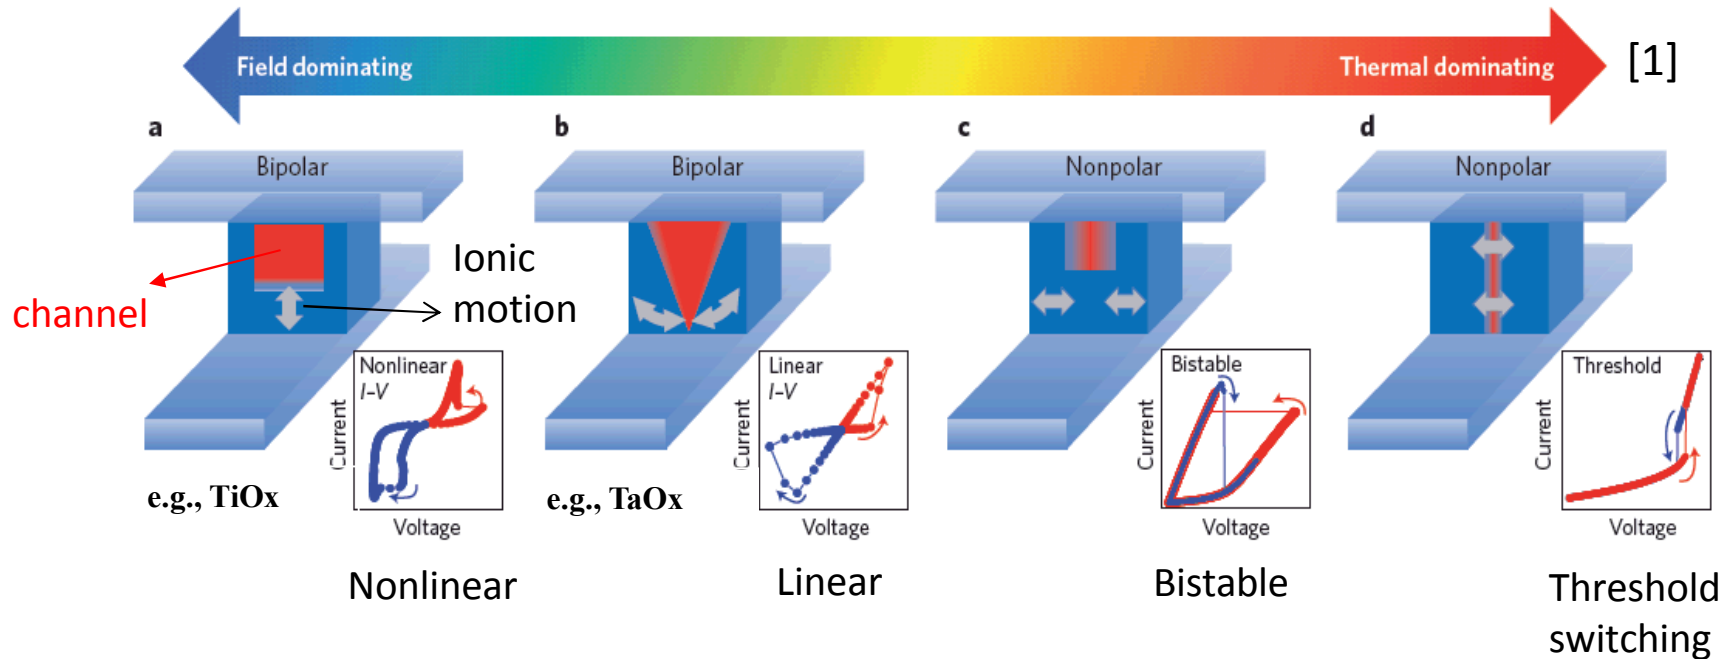 Field dominating
Thermal dominating
[1]
a
b
c
d
Bipolar
Bipolar
Nonpolar
Nonpolar
channel
Ionic
motion
Nonlinear
I–V
Current
Voltage
Linear
I–V
Current
Voltage
Bistable
Current
Voltage
Threshold
Current
Voltage
e.g., TiOx
e.g., TaOx
Nonlinear
Linear
Bistable
Threshold
switching